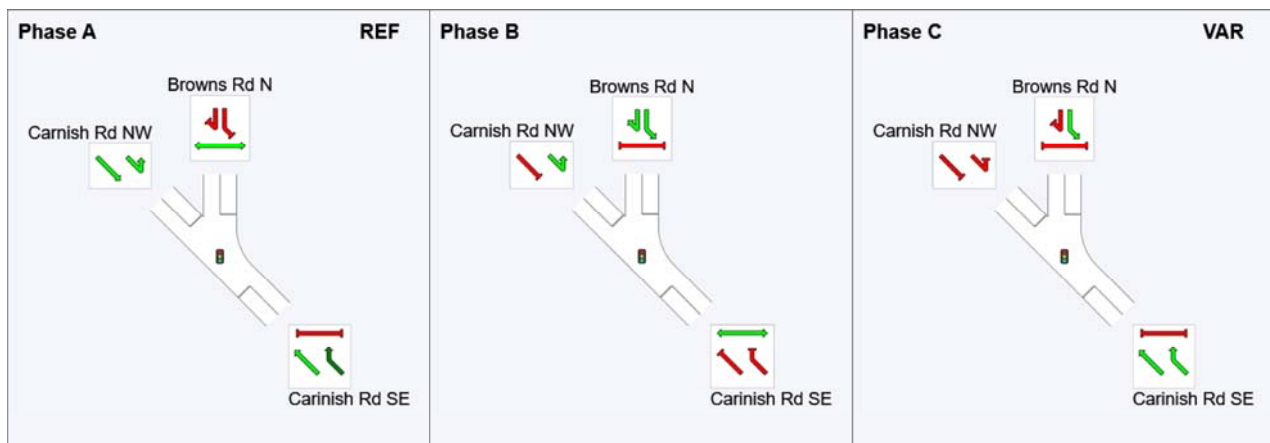 Phase A REF
Browns Rd N
Carnish Rd NW
Carinish Rd SE
Phase B
Browns Rd N
Carnish Rd NW
Carinish Rd SE
Phase C VAR
Browns Rd N
Carnish Rd NW
Carinish Rd SE